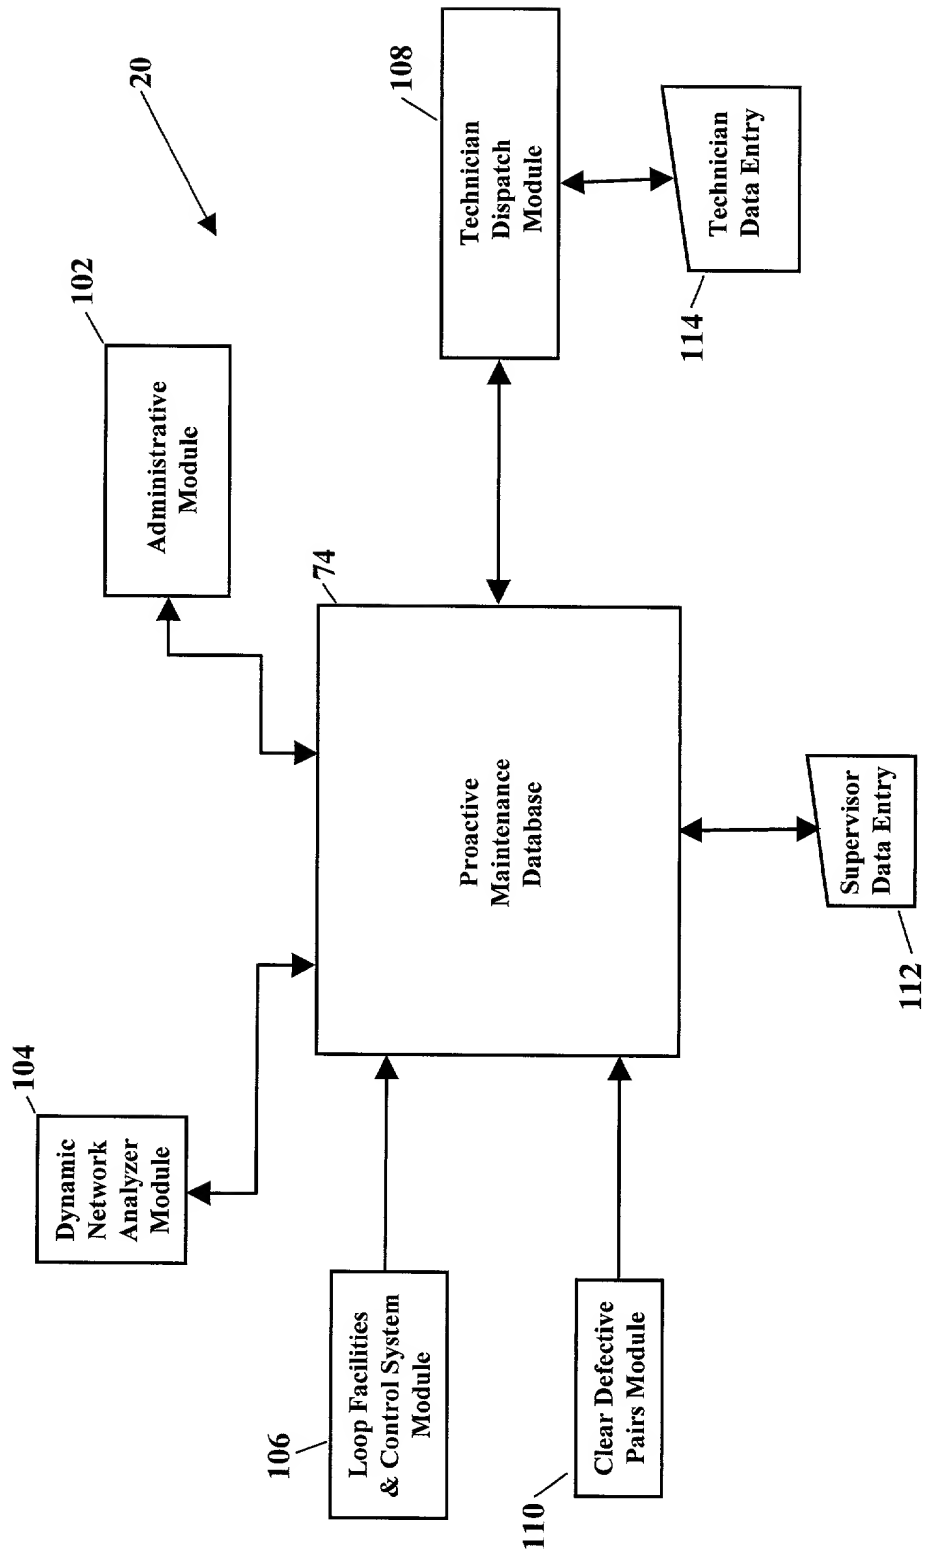 104
Dynamic
Network
Analyzer
Module
102
Administrative
Module
20
106
Loop Facilities
& Control System
Module
74
Proactive
Maintenance
Database
108
Technician
Dispatch
Module
110
Clear Defective
Pairs Module
112
Supervisor
Data Entry
114
Technician
Data Entry